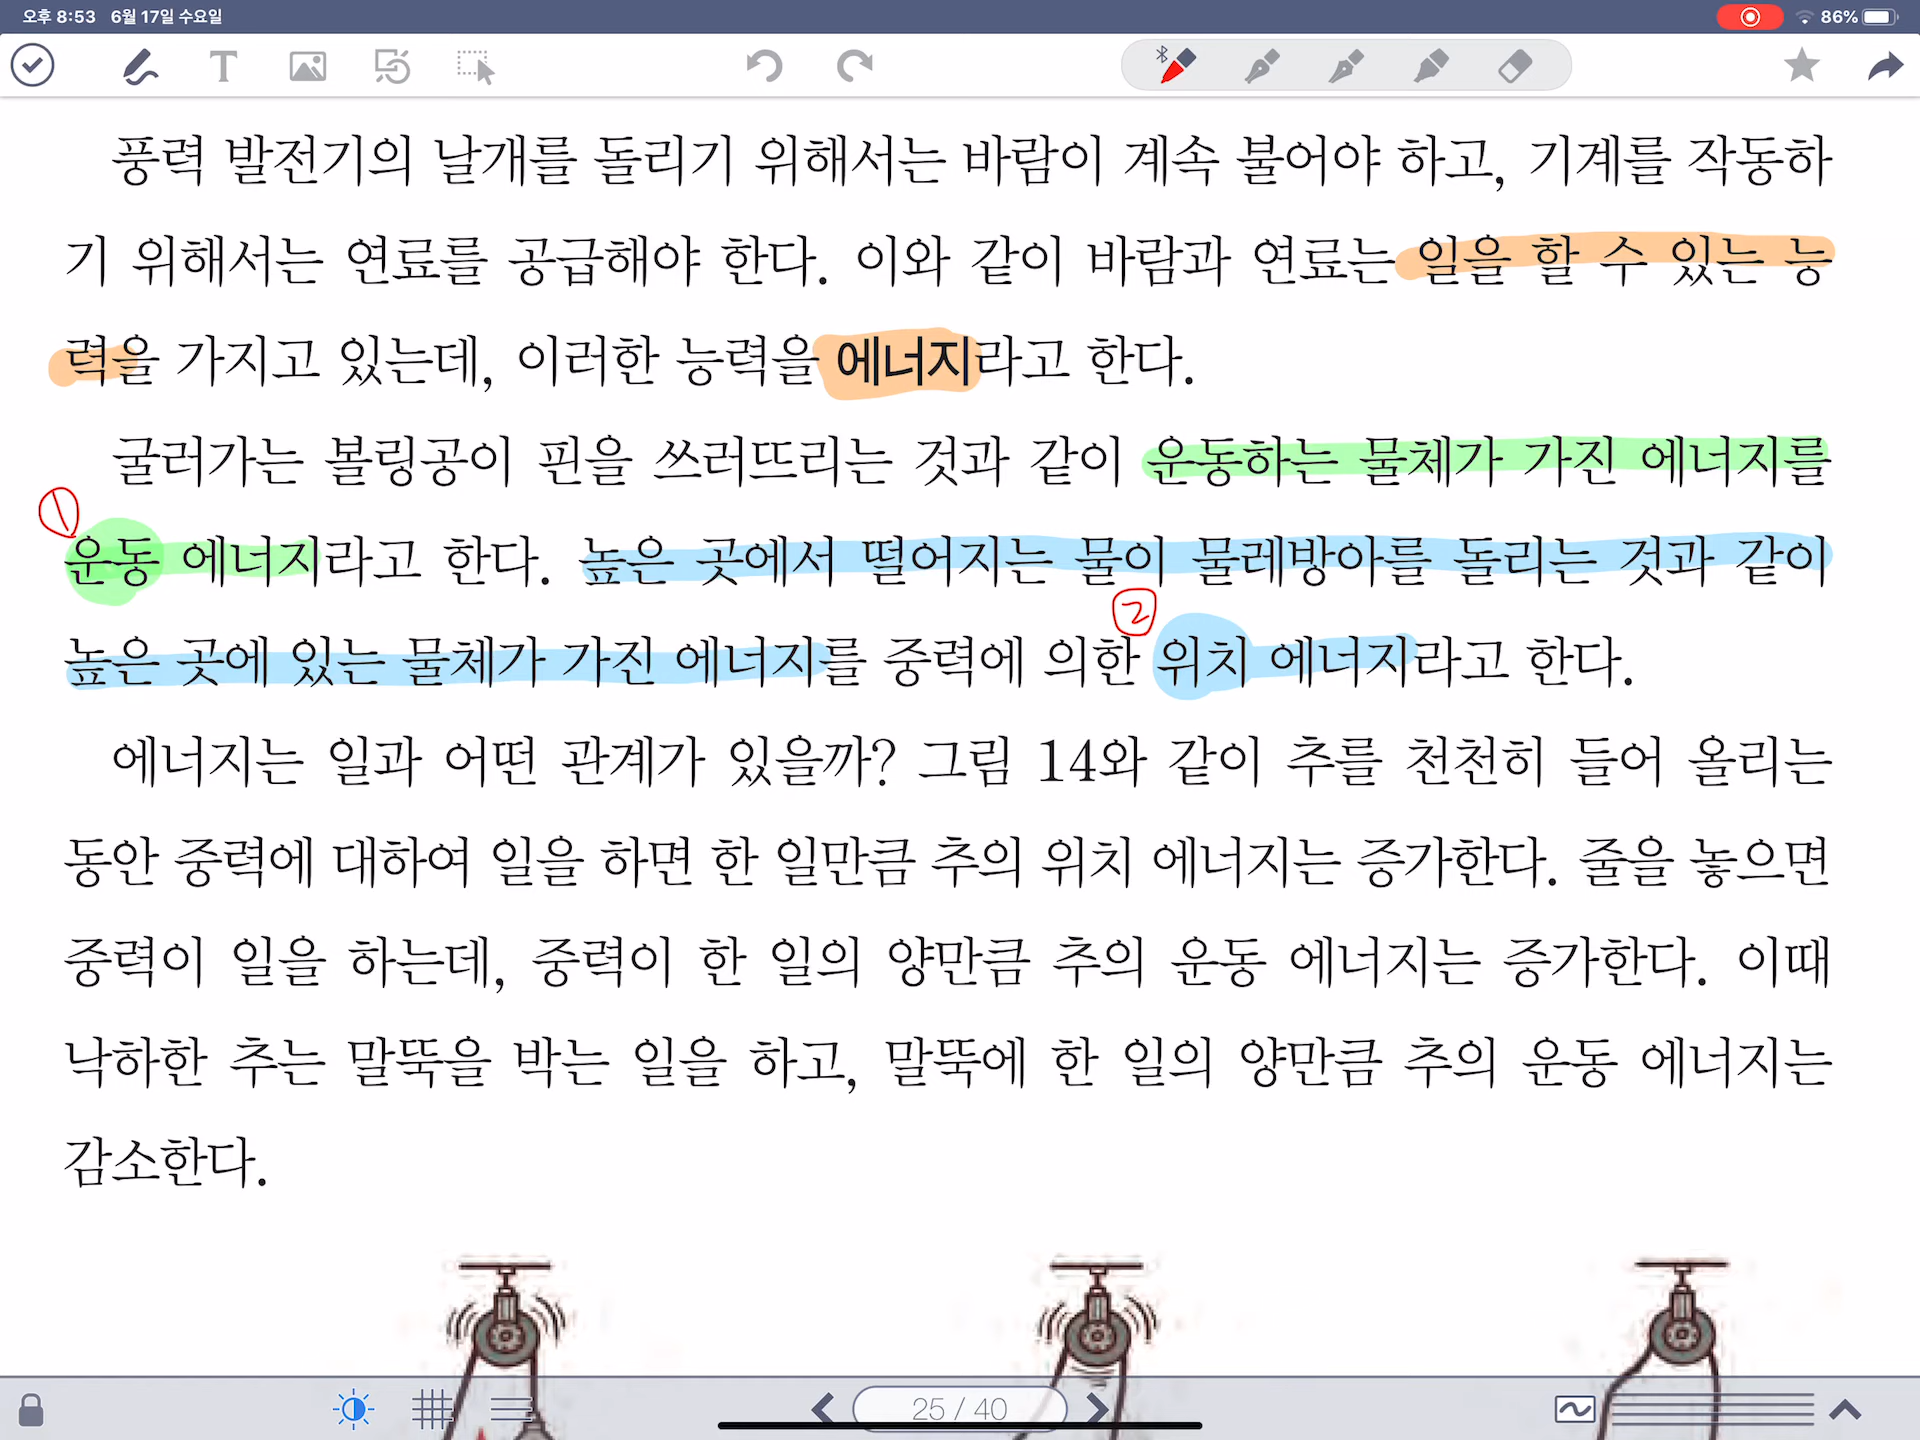 오후 8:53 6월 17일 수요일 86%
T
풍력 발전기의 날개를 돌리기 위해서는 바람이 계속 불어야 하고, 기계를 작동하
기 위해서는 연료를 공급해야 한다. 이와 같이 바람과 연료는 일을 할 수 있는 능
력을 가지고 있는데, 이러한 능력을 에너지라고 한다.
굴러가는 볼링공이 핀을 쓰러뜨리는 것과 같이 운동하는 물체가 가진 에너지를
①
운동 에너지라고 한다. 높은 곳에서 떨어지는 물이 물레방아를 돌리는 것과 같이
②
높은 곳에 있는 물체가 가진 에너지를 중력에 의한 위치 에너지라고 한다.
에너지는 일과 어떤 관계가 있을까? 그림 14와 같이 추를 천천히 들어 올리는
동안 중력에 대하여 일을 하면 한 일만큼 추의 위치 에너지는 증가한다. 줄을 놓으면
중력이 일을 하는데, 중력이 한 일의 양만큼 추의 운동 에너지는 증가한다. 이때
낙하한 추는 말뚝을 박는 일을 하고, 말뚝에 한 일의 양만큼 추의 운동 에너지는
감소한다.
25 / 40